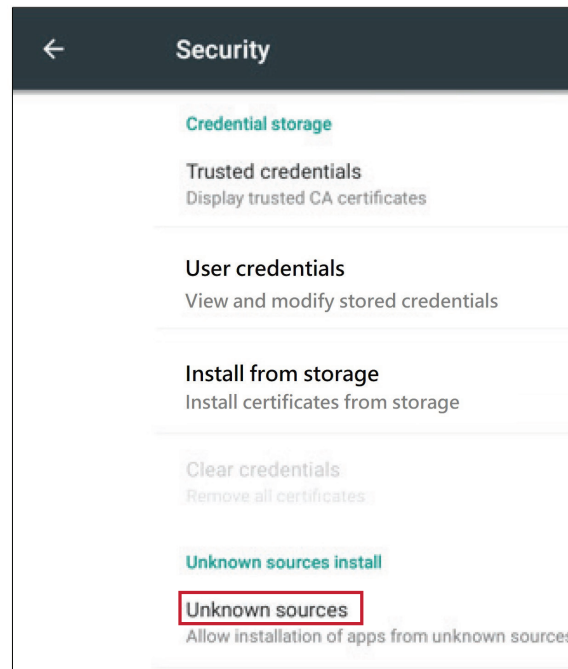 Security
Credential storage
Trusted credentials
Display trusted CA certificates
User credentials
View and modify stored credentials
Install from storage
Install certificates from storage
Clear credentials
Remove all certificates
Unknown sources install
Unknown sources
Allow installation of apps from unknown sources